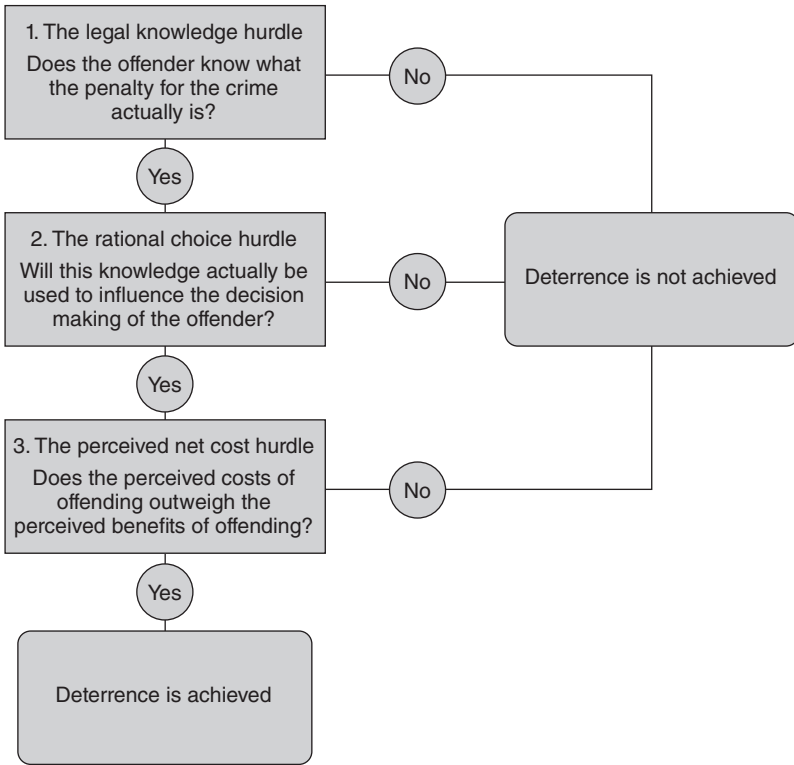 1. The legal knowledge hurdle
Does the offender know what
the penalty for the crime
actually is?
No
Yes
2. The rational choice hurdle
Will this knowledge actually be
used to influence the decision
making of the offender?
No
Deterrence is not achieved
Yes
3. The perceived net cost hurdle
Does the perceived costs of
offending outweigh the
perceived benefits of offending?
No
Yes
Deterrence is achieved